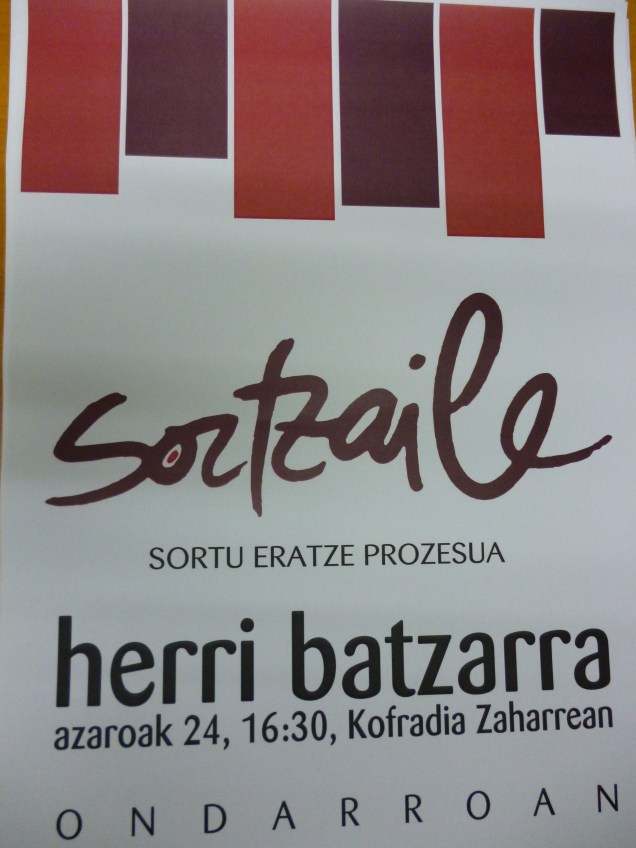 sortzaile
SORTU ERATZE PROZESUA
herri batzarra
azaroak 24, 16:30, Kofradia Zaharrean
ONDARROAN